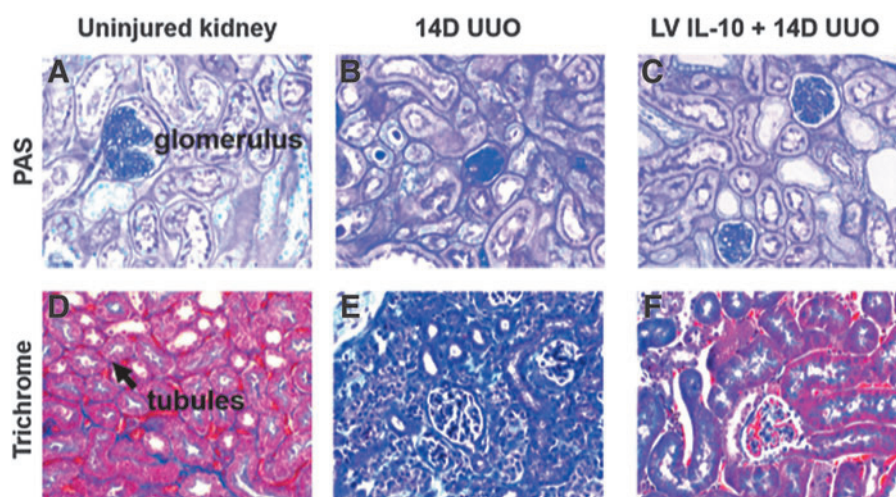 Uninjured kidney 14D UUO LV IL-10 + 14D UUO
PAS
A
glomerulus
B
C
Trichrome
D
tubules
E
F